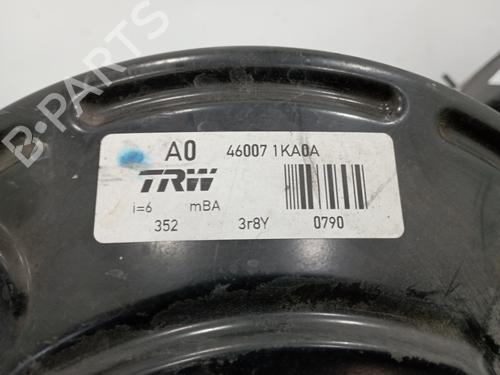 A0 46007 1KA0A
TRW
i=6 mBA
352 3r8Y 0790
B-PARTS